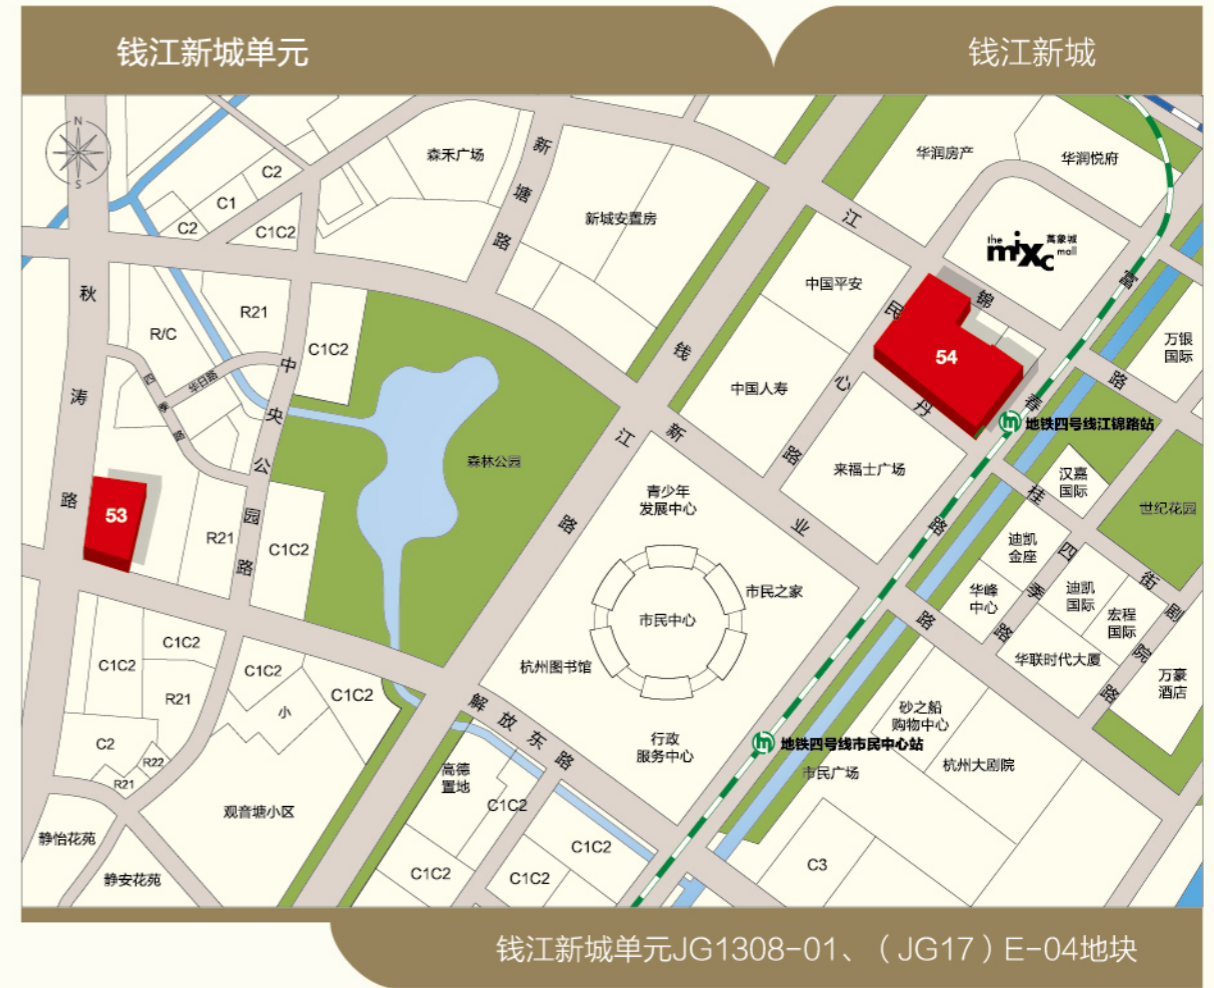 钱江新城单元
钱江新城
N
S
森禾广场
新塘路
华润房产
华润悦府
C2
C1
C2
C1C2
新城安置房
江锦路
the
mixc
萬象城
mall
富春路
中国平安
民心路
秋涛路
R21
R/C
C1C2
中央公园路
四季路
华日路
钱江路
54
万银
国际
中国人寿
丹桂街
地铁四号线江锦路站
新业路
森林公园
来福士广场
汉嘉
国际
世纪花园
53
R21
C1C2
青少年
发展中心
迪凯
金座
四季路
市民之家
市民中心
华峰
中心
迪凯
国际
宏程
国际
剧院路
C1C2
C1C2
C1C2
杭州图书馆
华联时代大厦
万豪
酒店
R21
小
C1C2
解放东路
砂之船
购物中心
C2
R22
R21
行政
服务中心
地铁四号线市民中心站
市民广场
杭州大剧院
高德
置地
C1C2
观音塘小区
静怡花苑
C1C2
静安花苑
C1C2
C1C2
C3
钱江新城单元JG1308-01、（JG17）E-04地块